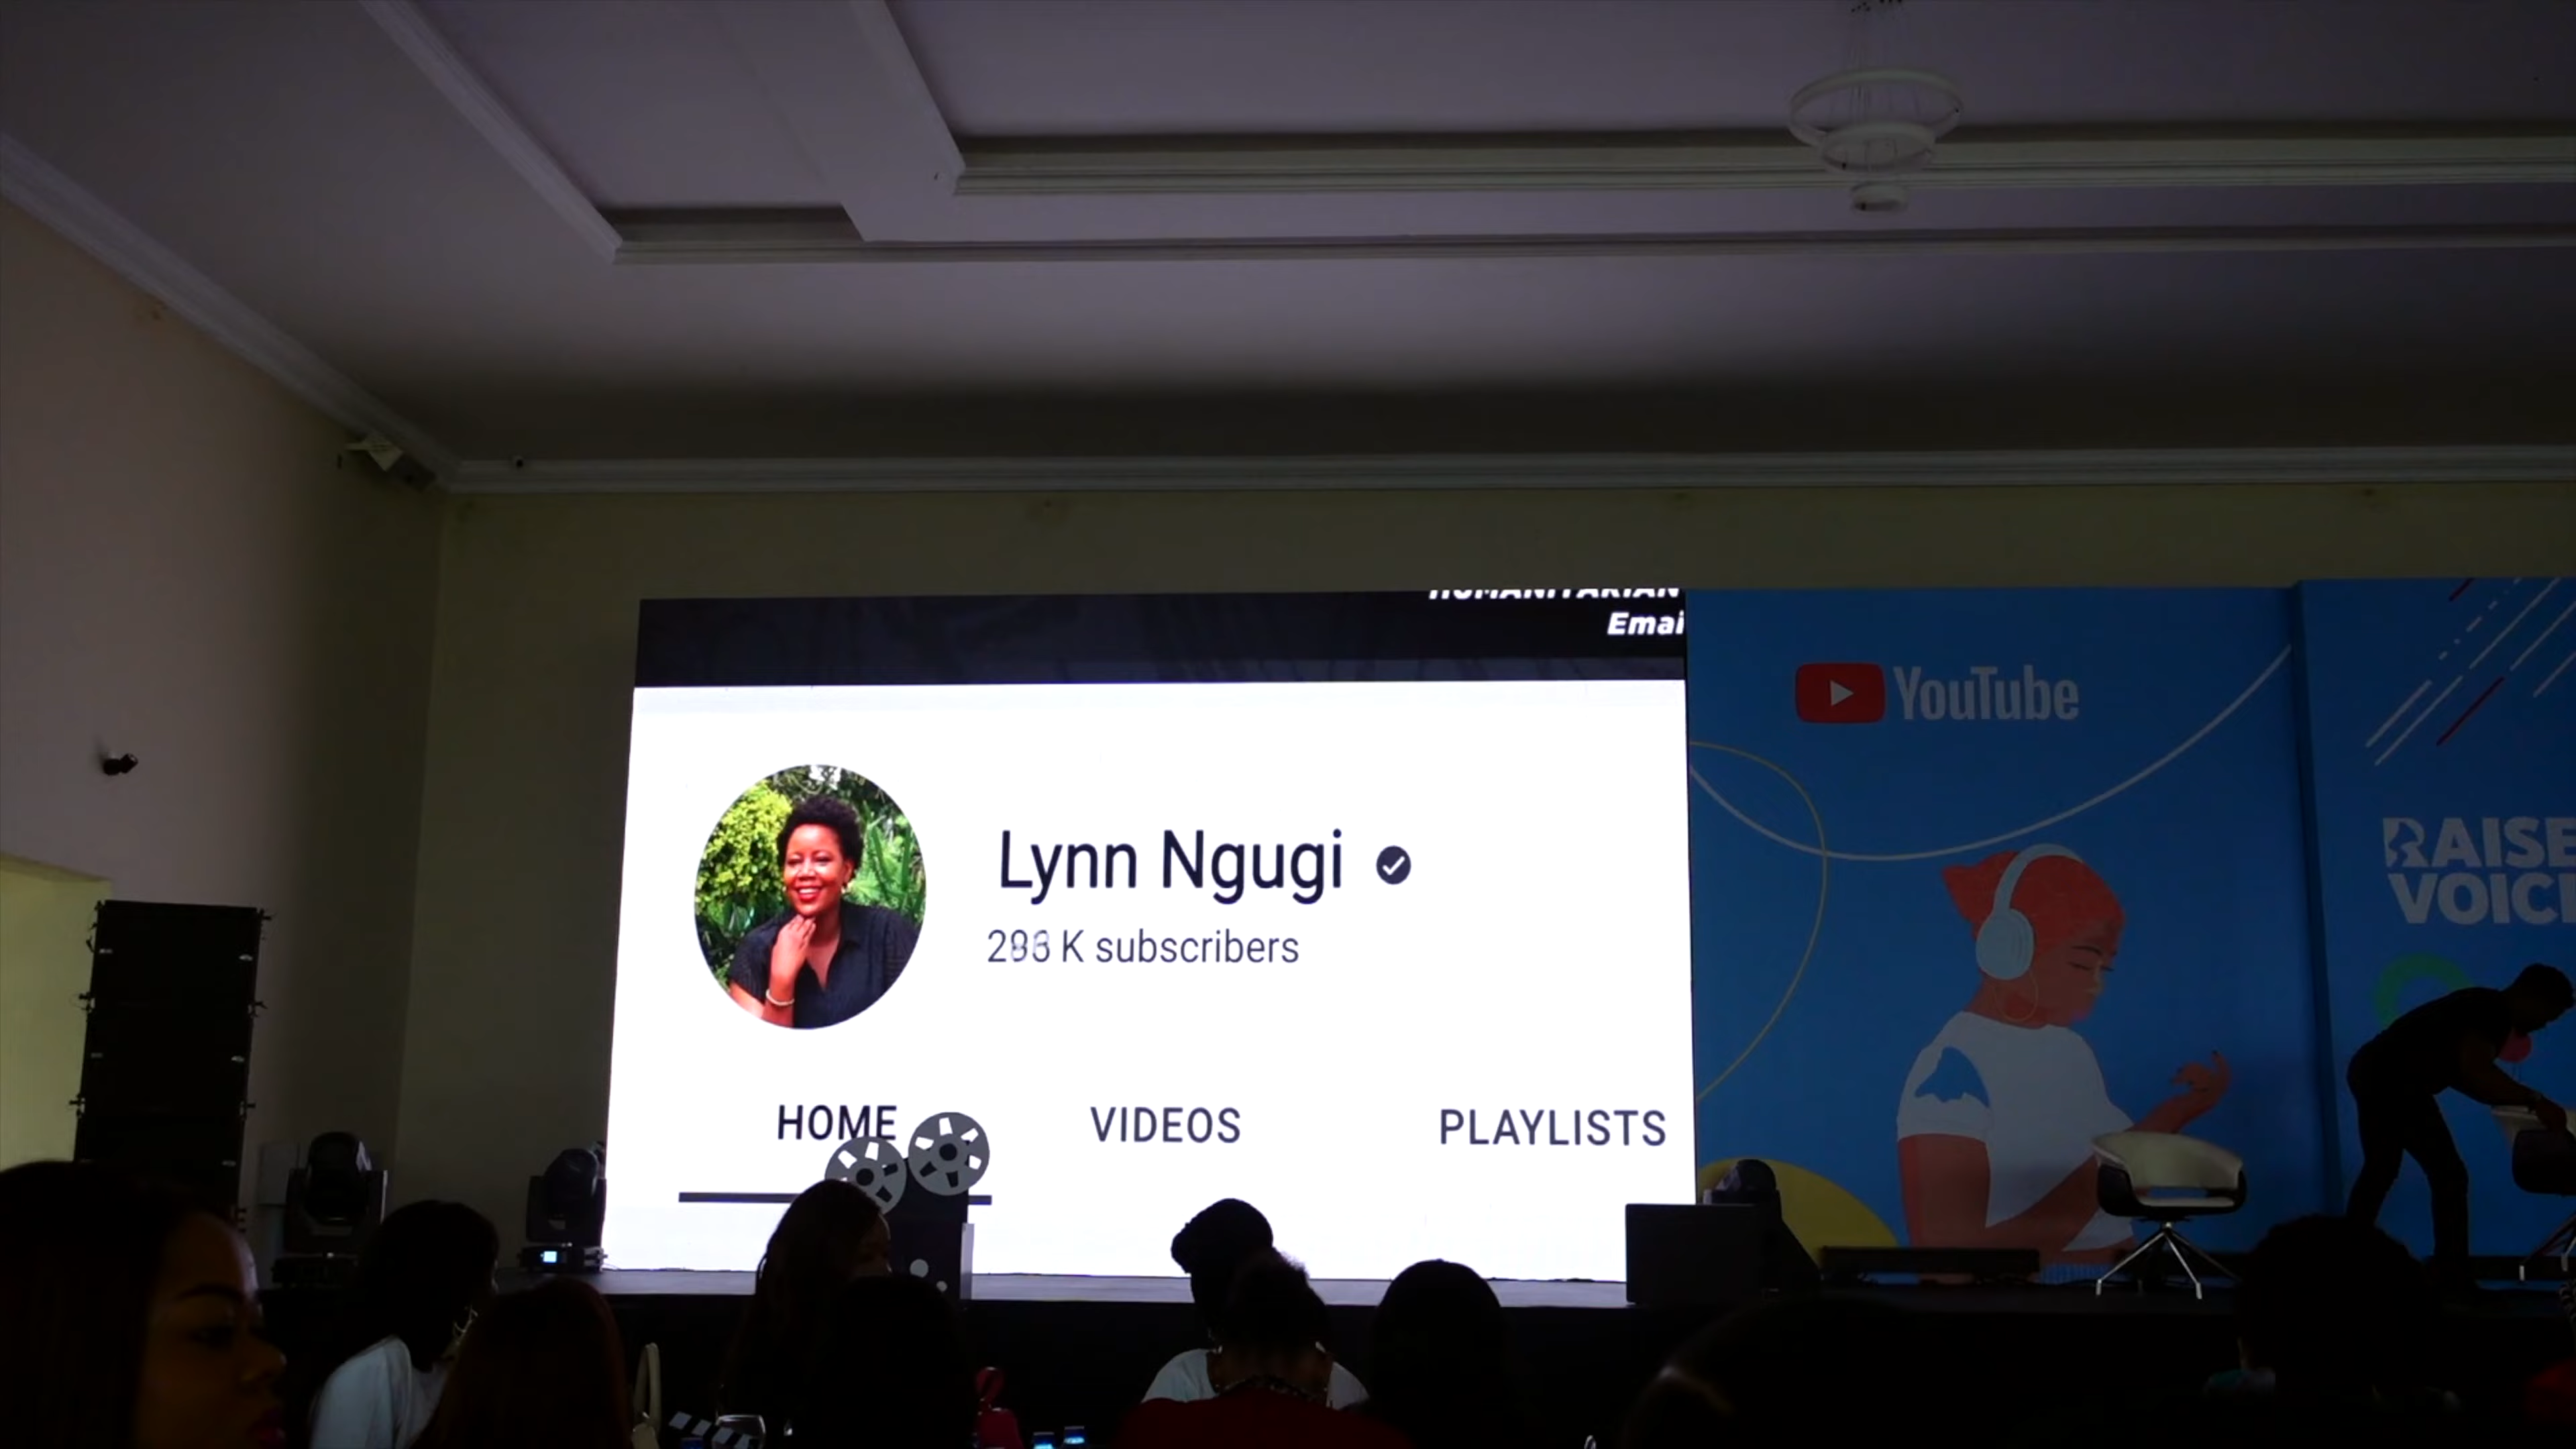 Emai
YouTube
Lynn Ngugi
K subscribers
HOME
VIDEOS
PLAYLISTS
RAISE
VOIC